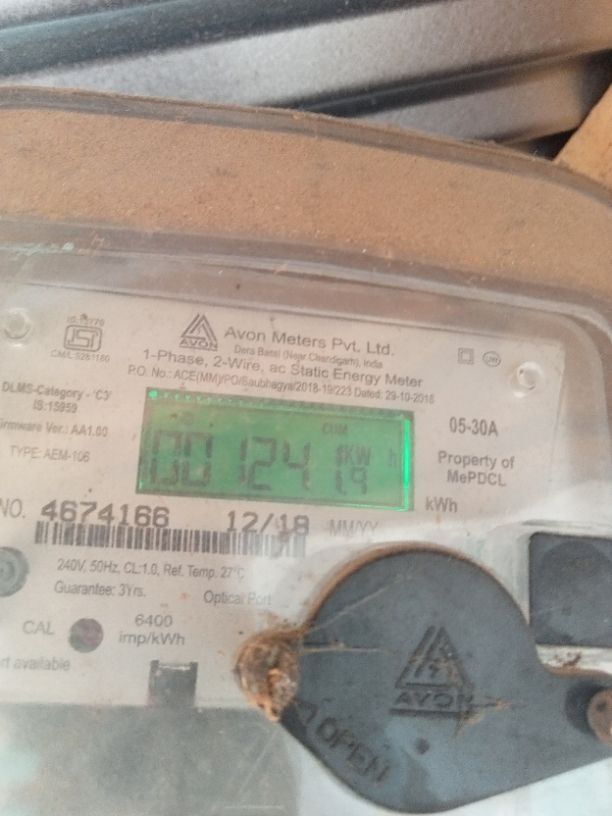 IS:15779
ISI
CM/L:9281160
AVON
Avon Meters Pvt. Ltd.
Dera Bassi (Near Chandigarh), India
1-Phase, 2-Wire, ac Static Energy Meter
P.O. No.: ACE(MM)/PO/Saubhagya/2018-19/223 Dated: 29-10-2018
DLMS-Category - 'C3'
IS:15959
Firmware Ver.: AA1.00
TYPE: AEM-106
CUM
KW h
05-30A
Property of
MePDCL
kWh
NO. 4674166 12/18 MM/YY
240V, 50Hz, CL:1.0, Ref. Temp. 27°C
Guarantee: 3Yrs.
Optical Port
CAL
6400
imp/kWh
available
AVON
OPEN